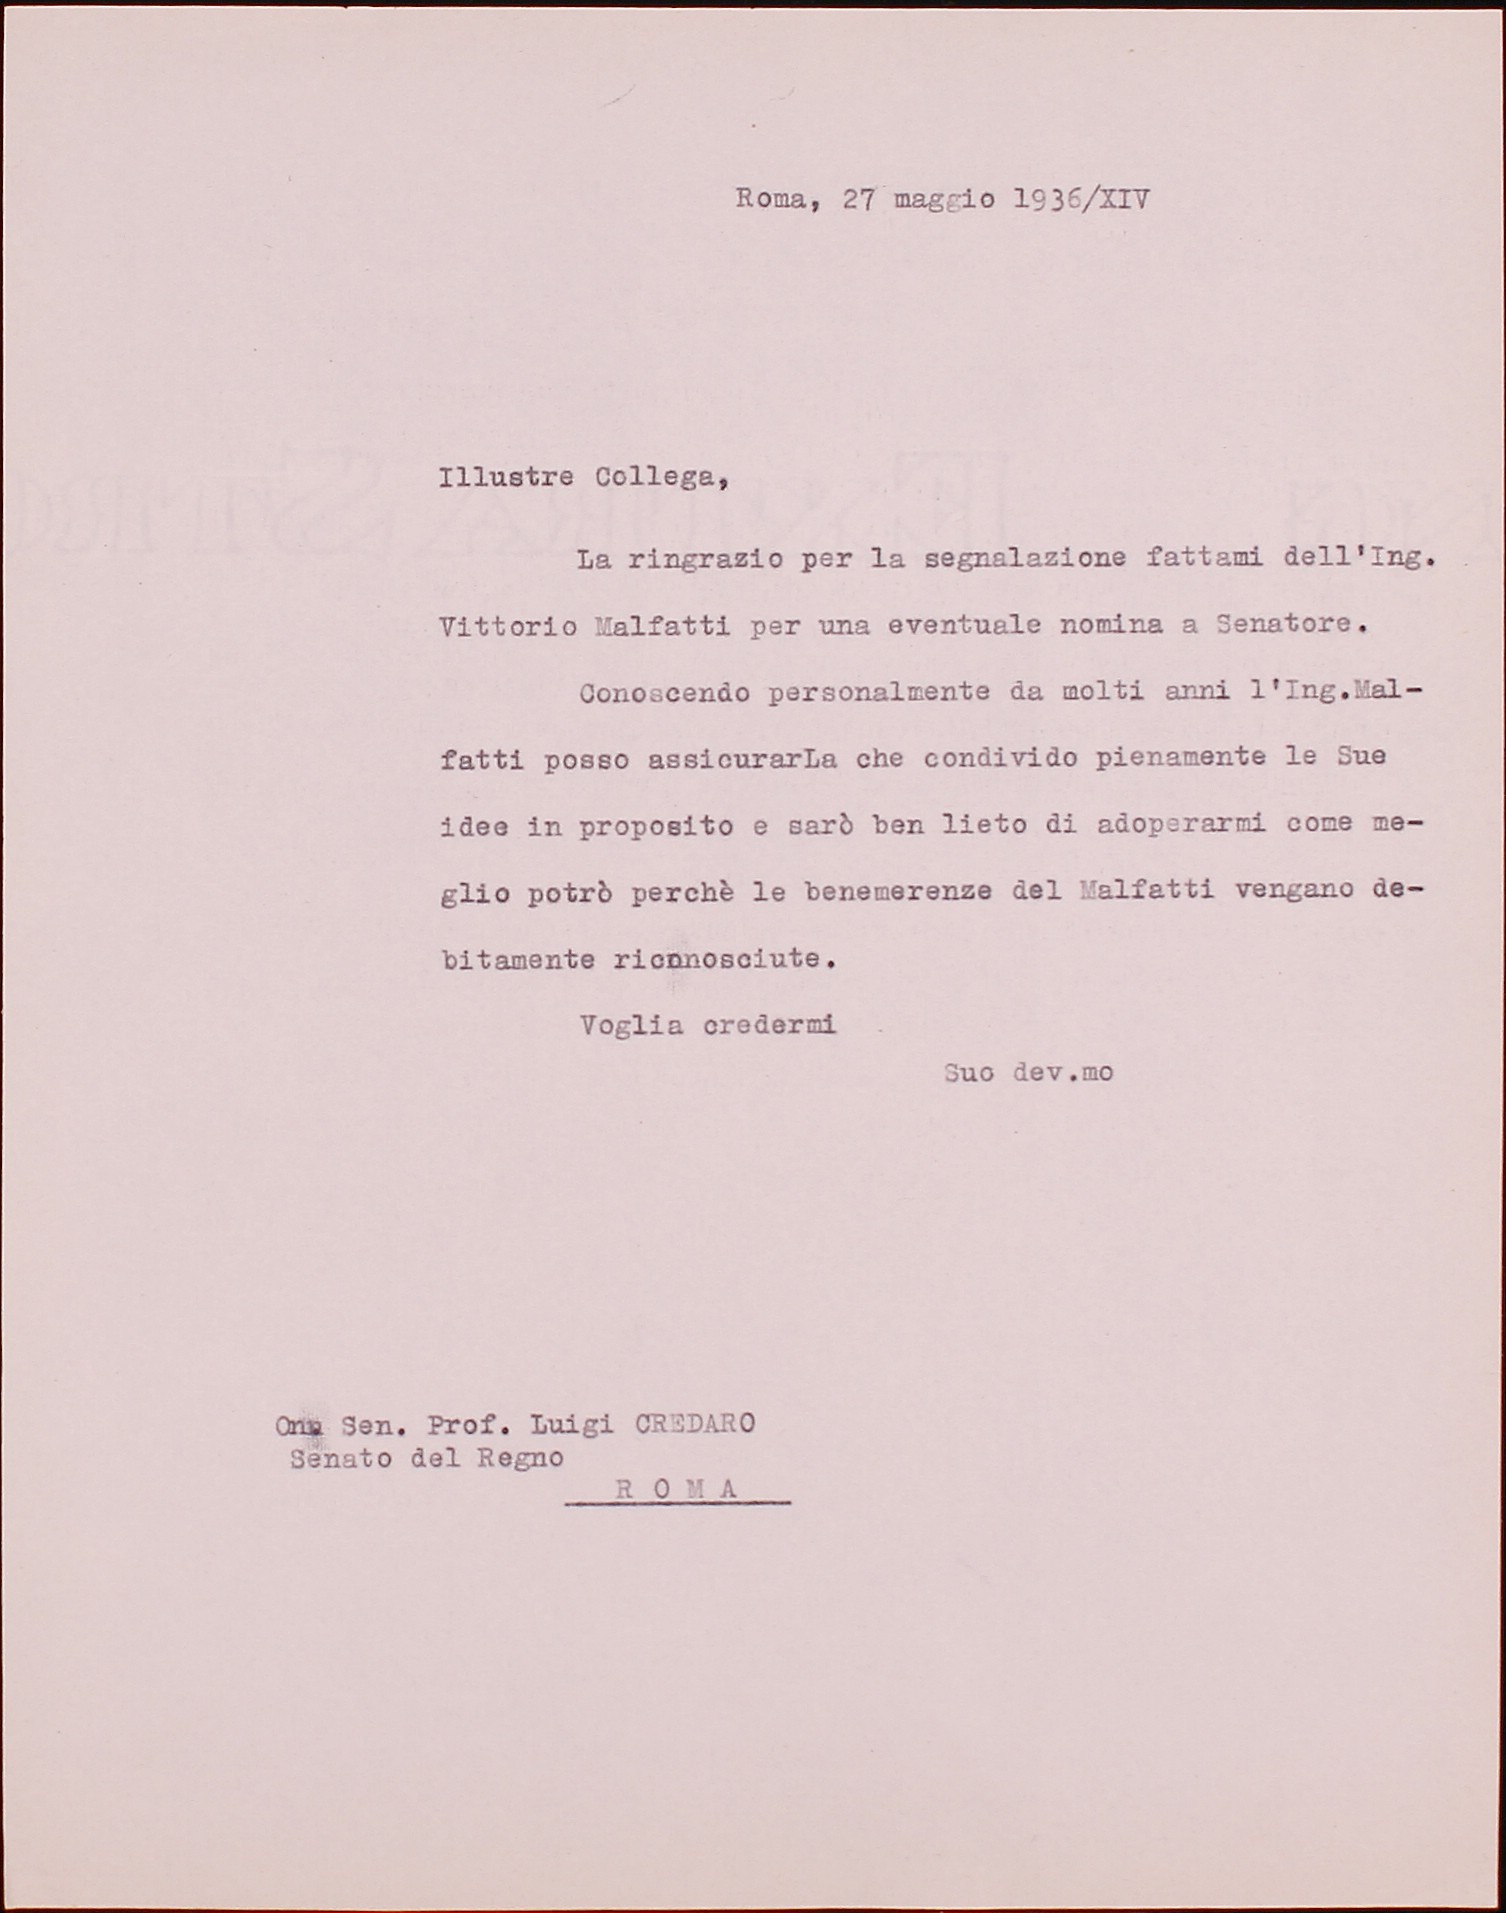 Roma, 27 maggio 1936/XIV
Illustre Collega,
La ringrazio per la segnalazione fattami dell'Ing.
Vittorio Malfatti per una eventuale nomina a Senatore.
Conoscendo personalmente da molti anni l'Ing.Mal-
fatti posso assicurarLa che condivido pienamente le Sue
idee in proposito e sarò ben lieto di adoperarmi come me-
glio potrò perchè le benemerenze del Malfatti vengano de-
bitamente riconosciute.
Voglia credermi
Suo dev.mo
On. Sen. Prof. Luigi CREDARO
Senato del Regno
R O M A